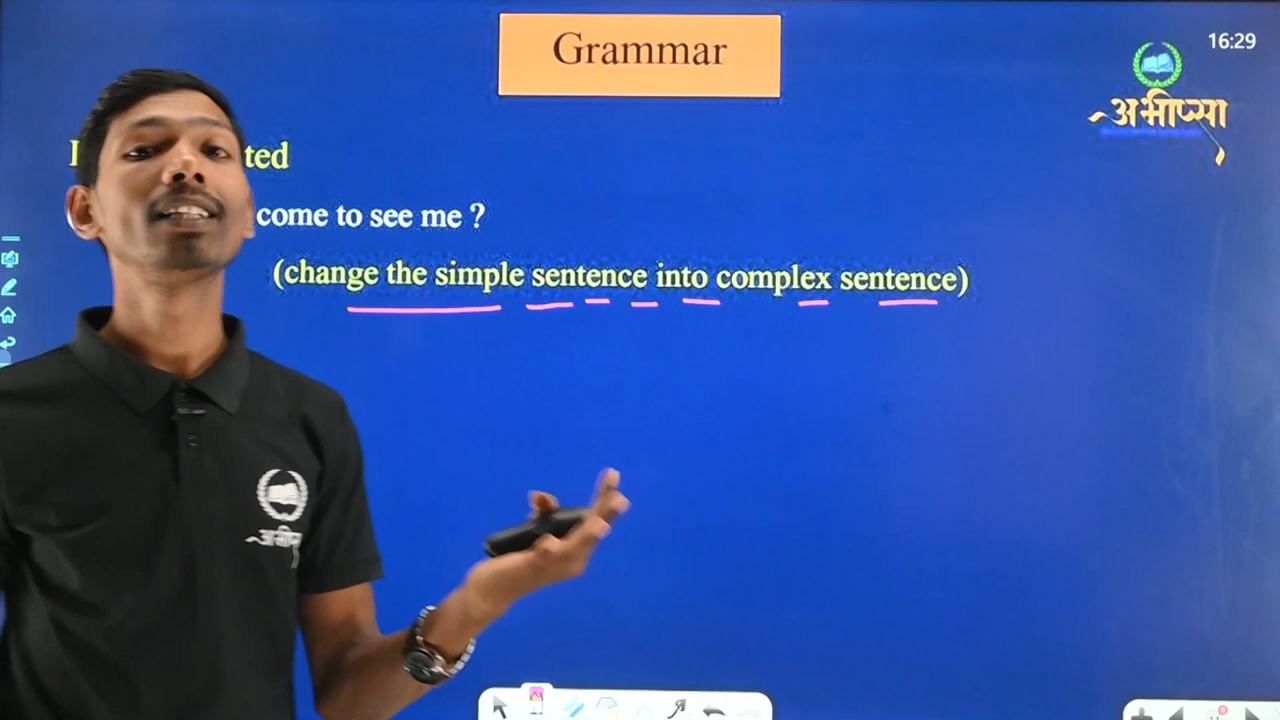 Grammar
16:29
अभीप्सा
ted
come to see me ?
(change the simple sentence into complex sentence)